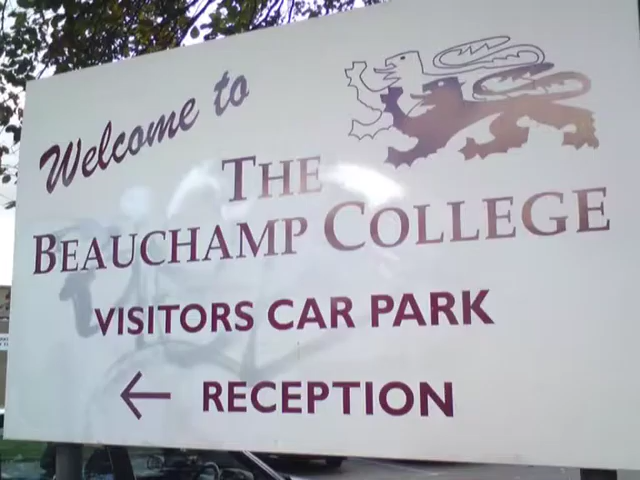 Welcome to
THE
BEAUCHAMP COLLEGE
VISITORS CAR PARK
← RECEPTION